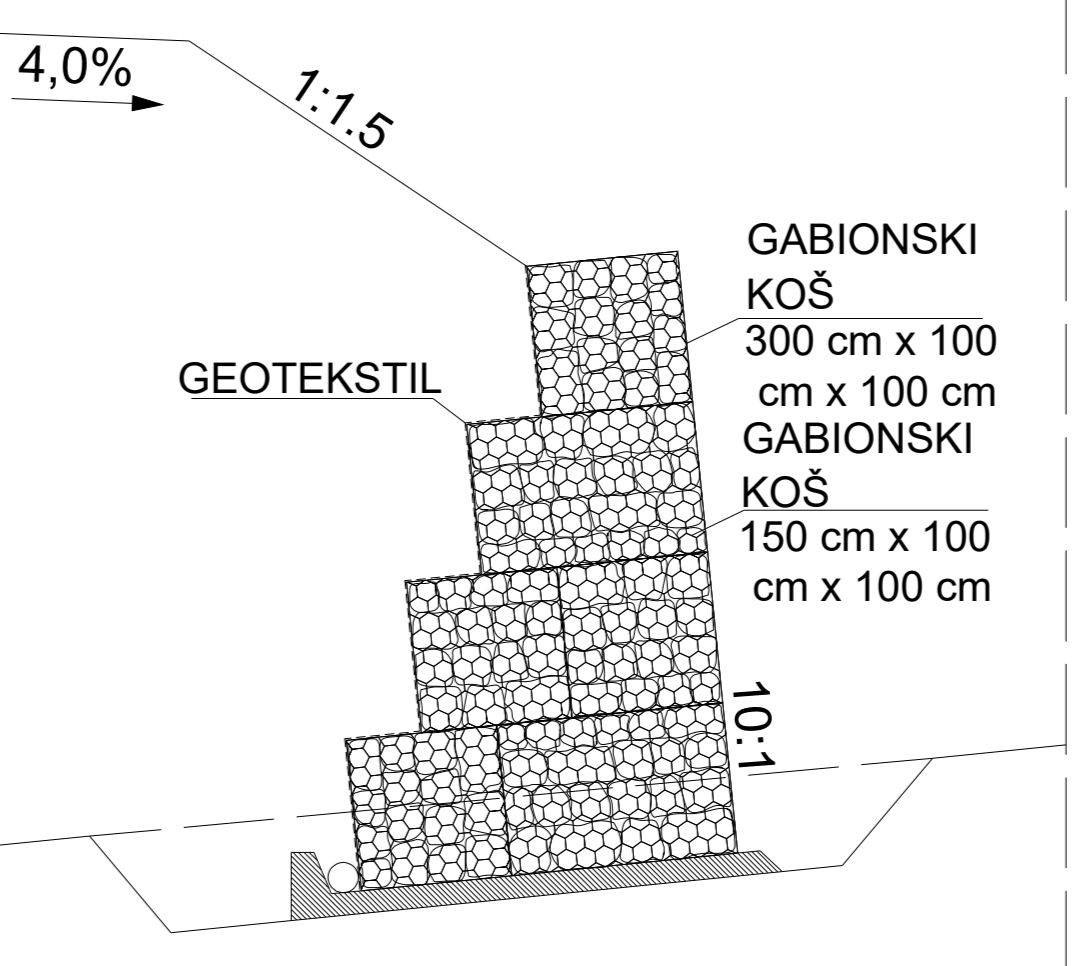 4,0%
1:1.5
GABIONSKI
KOŠ
300 cm x 100
cm x 100 cm
GEOTEKSTIL
GABIONSKI
KOŠ
150 cm x 100
cm x 100 cm
10:1